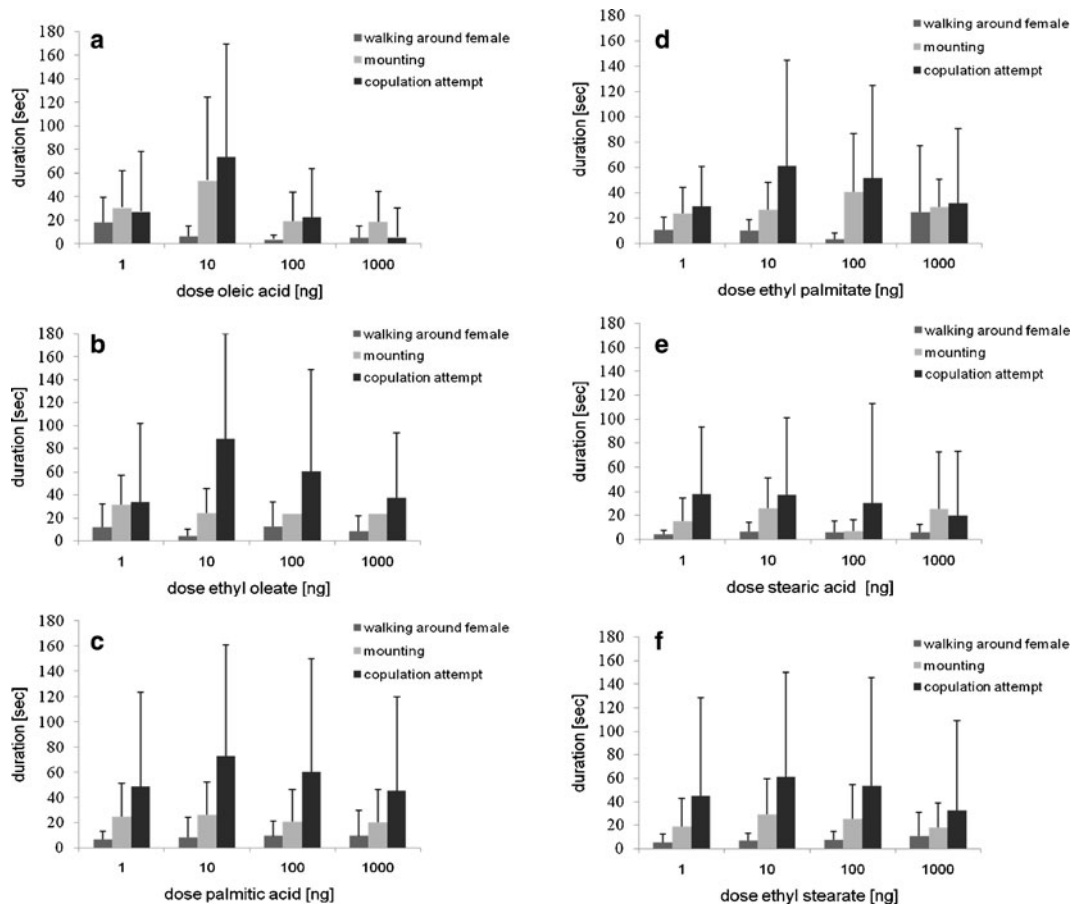 a
walking around female
mounting
copulation attempt
duration [sec]
180
160
140
120
100
80
60
40
20
0
1 10 100 1000
dose oleic acid [ng]
b
walking around female
mounting
copulation attempt
duration [sec]
180
160
140
120
100
80
60
40
20
0
1 10 100 1000
dose ethyl oleate [ng]
c
walking around female
mounting
copulation attempt
duration [sec]
180
160
140
120
100
80
60
40
20
0
1 10 100 1000
dose palmitic acid [ng]
d
walking around female
mounting
copulation attempt
duration [sec]
180
160
140
120
100
80
60
40
20
0
1 10 100 1000
dose ethyl palmitate [ng]
e
walking around female
mounting
copulation attempt
duration [sec]
180
160
140
120
100
80
60
40
20
0
1 10 100 1000
dose stearic acid [ng]
f
walking around female
mounting
copulation attempt
duration [sec]
180
160
140
120
100
80
60
40
20
0
1 10 100 1000
dose ethyl stearate [ng]